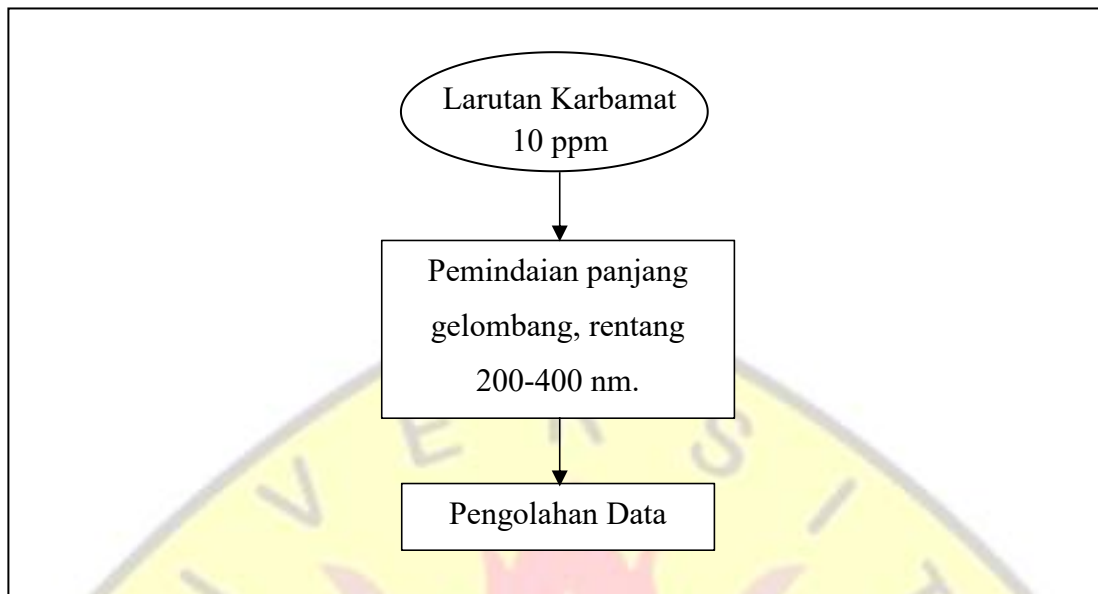 Larutan Karbamat
10 ppm
Pemindaian panjang
gelombang, rentang
200-400 nm.
Pengolahan Data